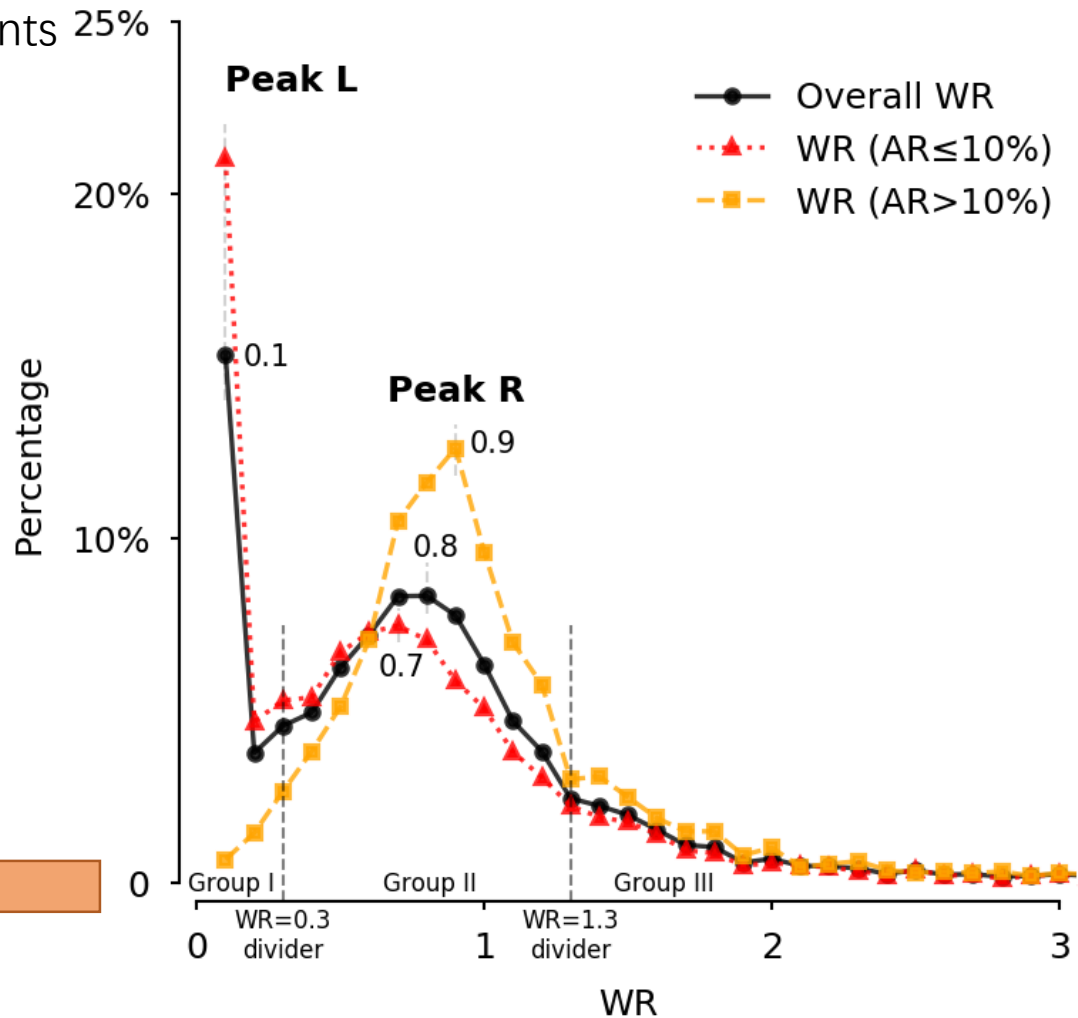 nts
25%
Peak L
Overall WR
WR (AR≤10%)
WR (AR>10%)
20%
0.1
Peak R
0.9
Percentage
10%
0.8
0.7
0
Group I
Group II
Group III
WR=0.3
divider
WR=1.3
divider
0
1
2
3
WR